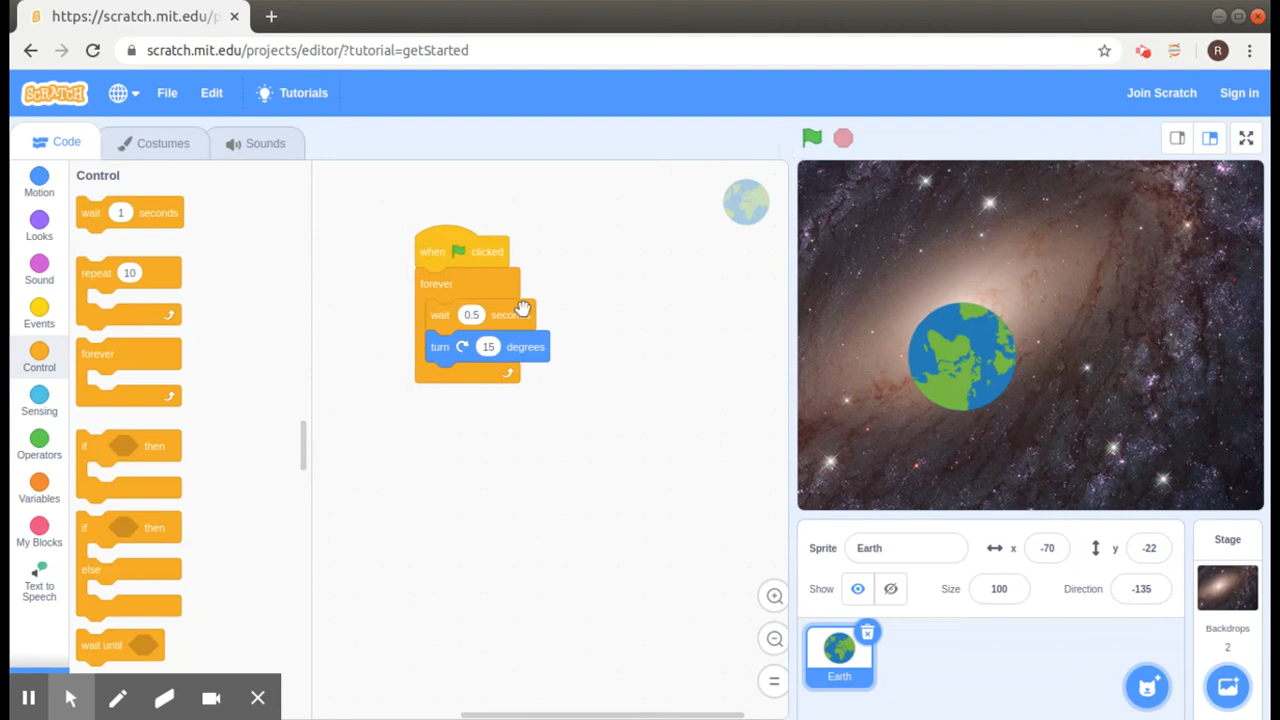 https://scratch.mit.edu/p
scratch.mit.edu/projects/editor/?tutorial=getStarted
R
SCRATCH File Edit Tutorials Join Scratch Sign in
Code Costumes Sounds
Motion
Looks
Sound
Events
Control
Sensing
Operators
Variables
My Blocks
Text to
Speech
Control
wait 1 seconds
repeat 10
forever
if then
if then
else
wait until
when clicked
forever
wait 0.5 secon
turn 15 degrees
Sprite Earth x -70 y -22
Show Size 100 Direction -135
Earth
Stage
Backdrops
2